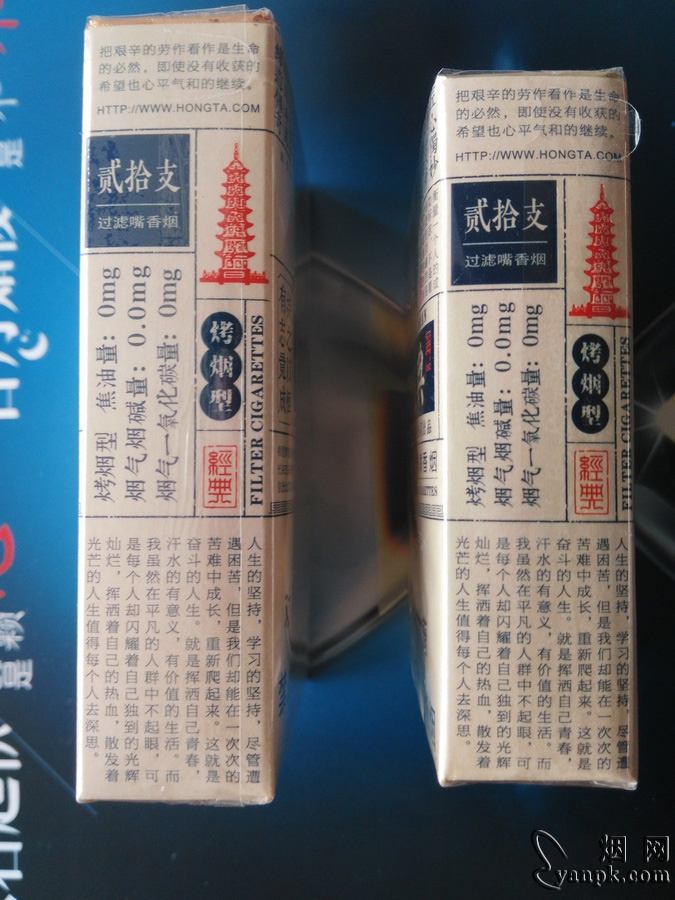 把艰辛的劳作看作是生命
的必然，即使没有收获的
希望也心平气和的继续。
HTTP://WWW.HONGTA.COM
贰拾支
过滤嘴香烟
烤烟型 焦油量：0mg
烟气烟碱量：0.0mg
烟气一氧化碳量：0mg
烤烟型
經典
FILTER CIGARETTES
人生的坚持，学习的坚持，尽管遭
遇困苦，但是我们却能在一次次的
苦难中成长，重新爬起来。这就是
奋斗的人生。就是挥洒自己青春，
汗水的有意义，有价值的生活。而
我虽然在平凡的人群中不起眼，可
是每个人却闪耀着自己独到的光辉
灿烂，挥洒着自己的热血，散发着
光芒的人生值得每个人去深思。
把艰辛的劳作看作是生命
的必然，即使没有收获的
希望也心平气和的继续。
HTTP://WWW.HONGTA.COM
贰拾支
过滤嘴香烟
烤烟型 焦油量：0mg
烟气烟碱量：0.0mg
烟气一氧化碳量：0mg
烤烟型
經典
FILTER CIGARETTES
人生的坚持，学习的坚持，尽管遭
遇困苦，但是我们却能在一次次的
苦难中成长，重新爬起来。这就是
奋斗的人生。就是挥洒自己青春，
汗水的有意义，有价值的生活。而
我虽然在平凡的人群中不起眼，可
是每个人却闪耀着自己独到的光辉
灿烂，挥洒着自己的热血，散发着
光芒的人生值得每个人去深思。
烟网
yanpk.com